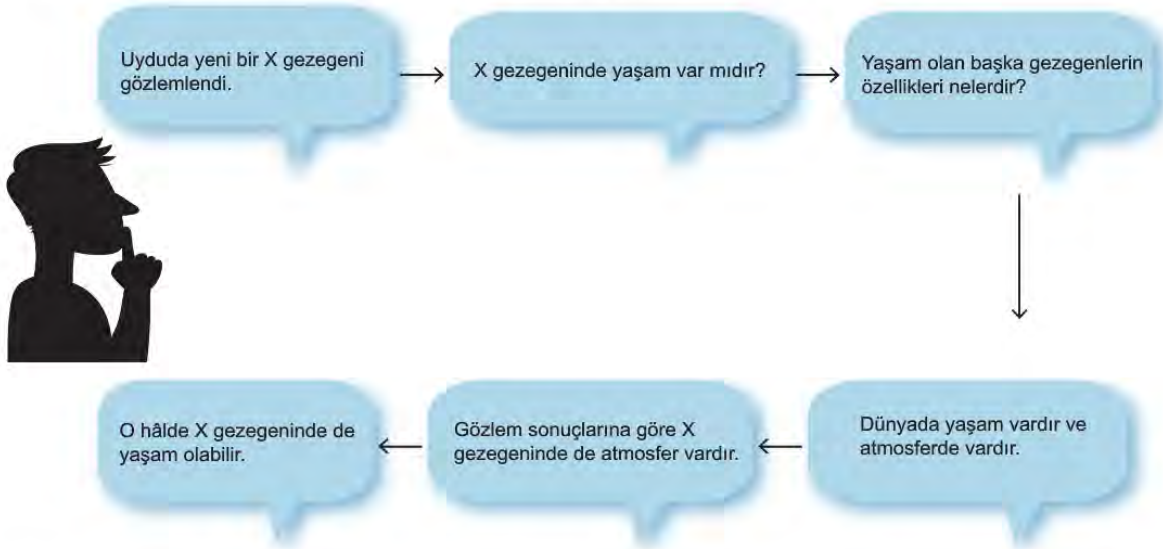 Uyduda yeni bir X gezegeni
gözlemlendi.
X gezegeninde yaşam var mıdır?
Yaşam olan başka gezegenlerin
özellikleri nelerdir?
Dünyada yaşam vardır ve
atmosferde vardır.
Gözlem sonuçlarına göre X
gezegeninde de atmosfer vardır.
O hâlde X gezegeninde de
yaşam olabilir.